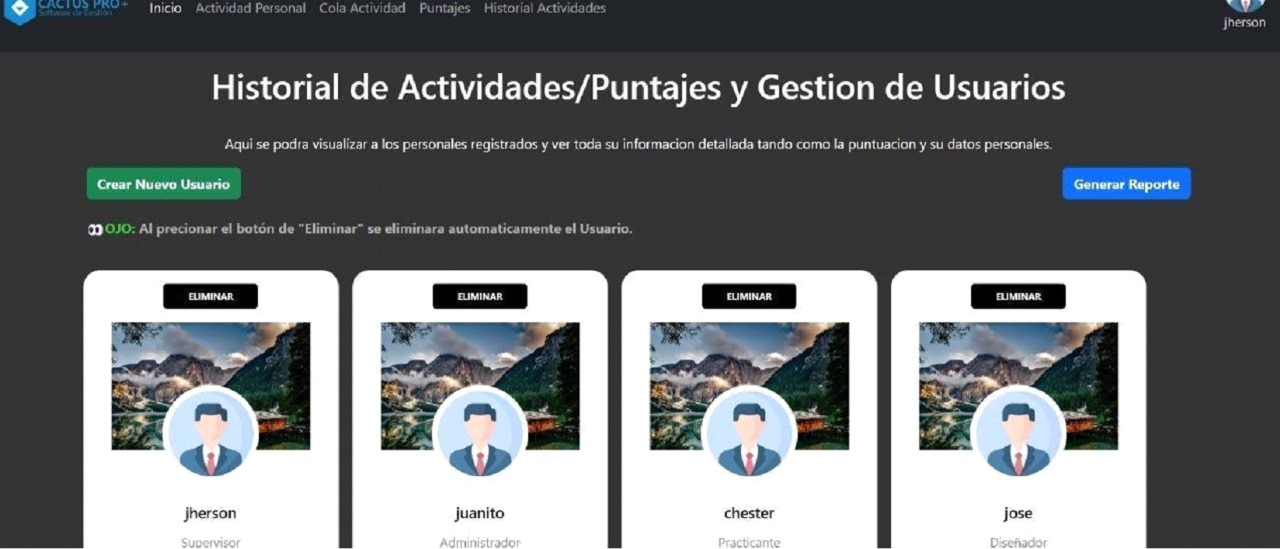 CACTUS PRO+
Software de Gestión
Inicio Actividad Personal Cola Actividad Puntajes Historial Actividades
jherson
Historial de Actividades/Puntajes y Gestion de Usuarios
Aqui se podra visualizar a los personales registrados y ver toda su informacion detallada tando como la puntuacion y su datos personales.
Crear Nuevo Usuario Generar Reporte
OJO: Al precionar el botón de "Eliminar" se eliminara automaticamente el Usuario.
ELIMINAR ELIMINAR ELIMINAR ELIMINAR
jherson juanito chester jose
Supervisor Administrador Practicante Diseñador